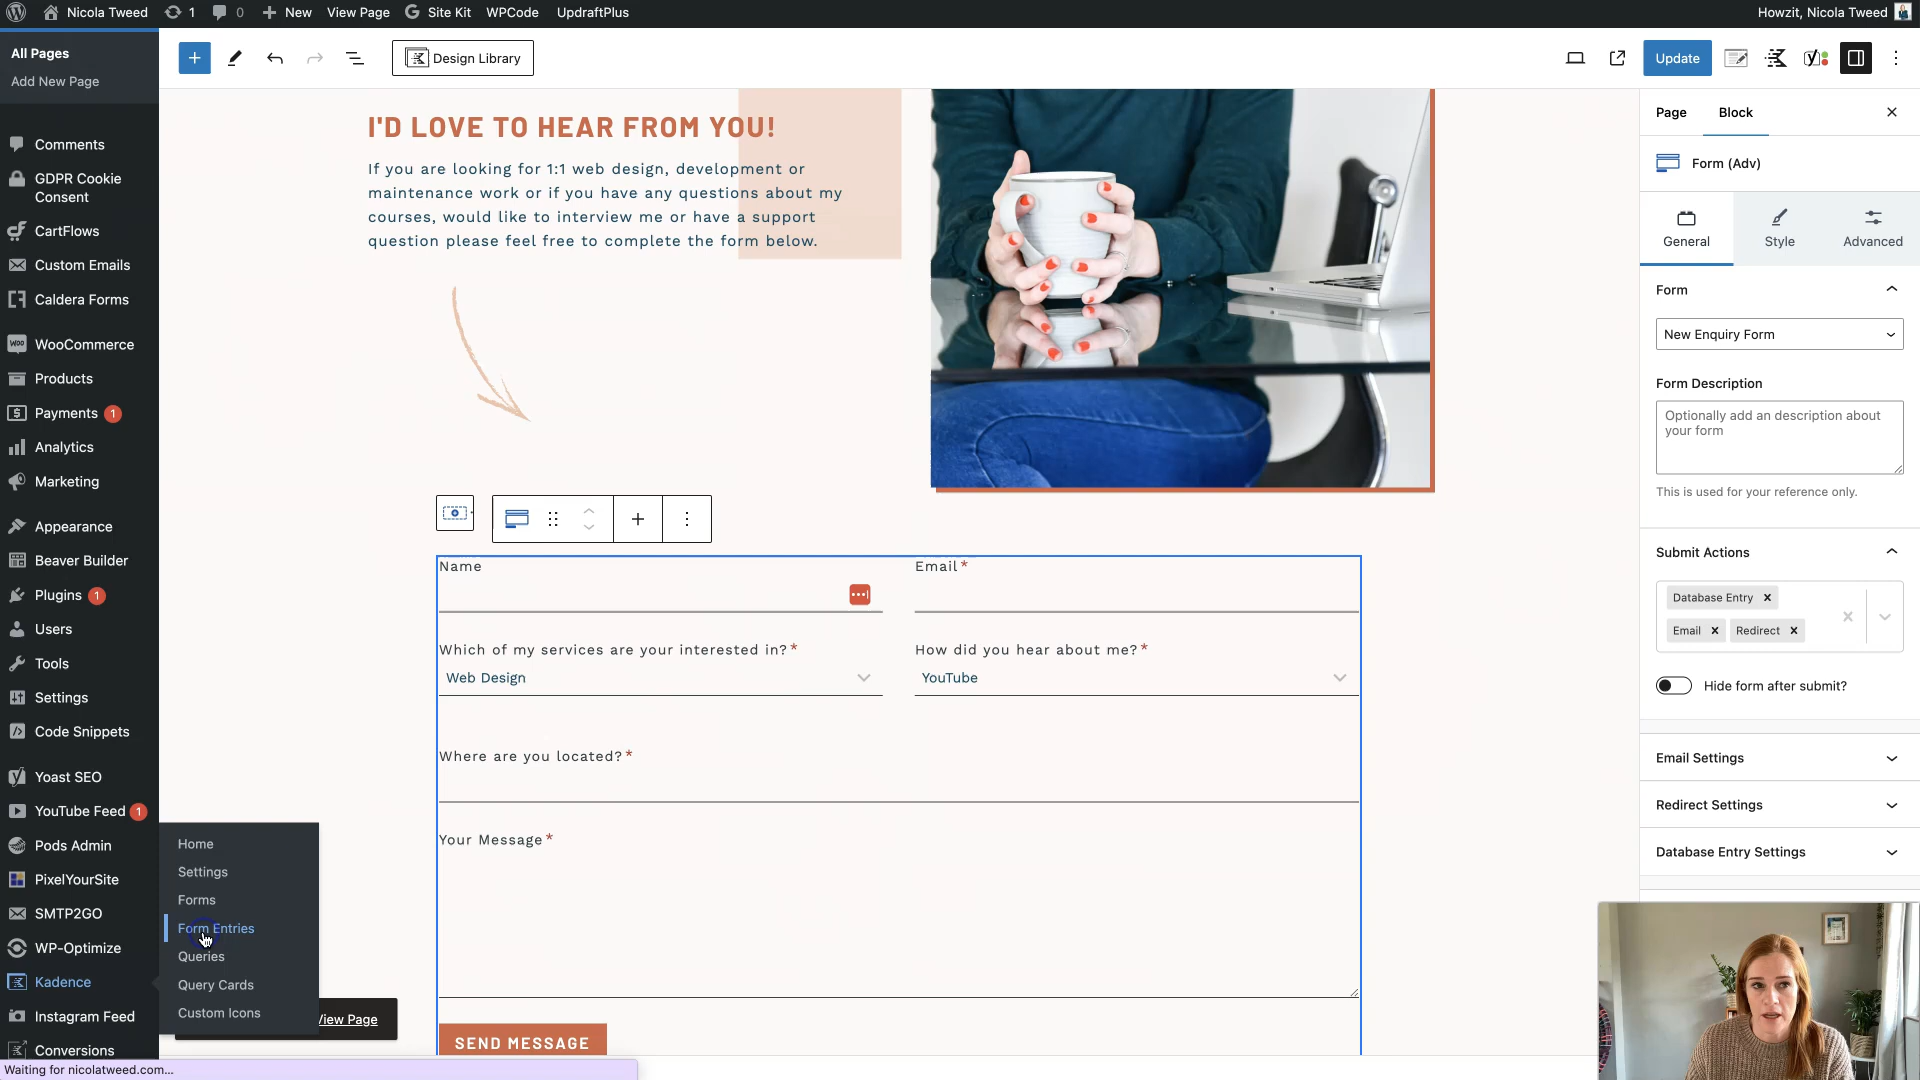 Nicola Tweed
1
0
New
View Page
Site Kit
WPCode
UpdraftPlus
Howzit, Nicola Tweed
All Pages
Add New Page
Comments
GDPR Cookie
Consent
CartFlows
Custom Emails
Caldera Forms
WooCommerce
Products
Payments 1
Analytics
Marketing
Appearance
Beaver Builder
Plugins 1
Users
Tools
Settings
Code Snippets
Yoast SEO
YouTube Feed 1
Pods Admin
PixelYourSite
SMTP2GO
WP-Optimize
Kadence
Instagram Feed
Conversions
Home
Settings
Forms
Form Entries
Queries
Query Cards
Custom Icons
View Page
Waiting for nicolatweed.com...
Design Library
Update
I'D LOVE TO HEAR FROM YOU!
If you are looking for 1:1 web design, development or
maintenance work or if you have any questions about my
courses, would like to interview me or have a support
question please feel free to complete the form below.
Name
Email*
Which of my services are your interested in?*
How did you hear about me?*
Web Design
YouTube
Where are you located?*
Your Message*
SEND MESSAGE
Page
Block
Form (Adv)
General
Style
Advanced
Form
New Enquiry Form
Form Description
Optionally add an description about
your form
This is used for your reference only.
Submit Actions
Database Entry
Email
Redirect
Hide form after submit?
Email Settings
Redirect Settings
Database Entry Settings